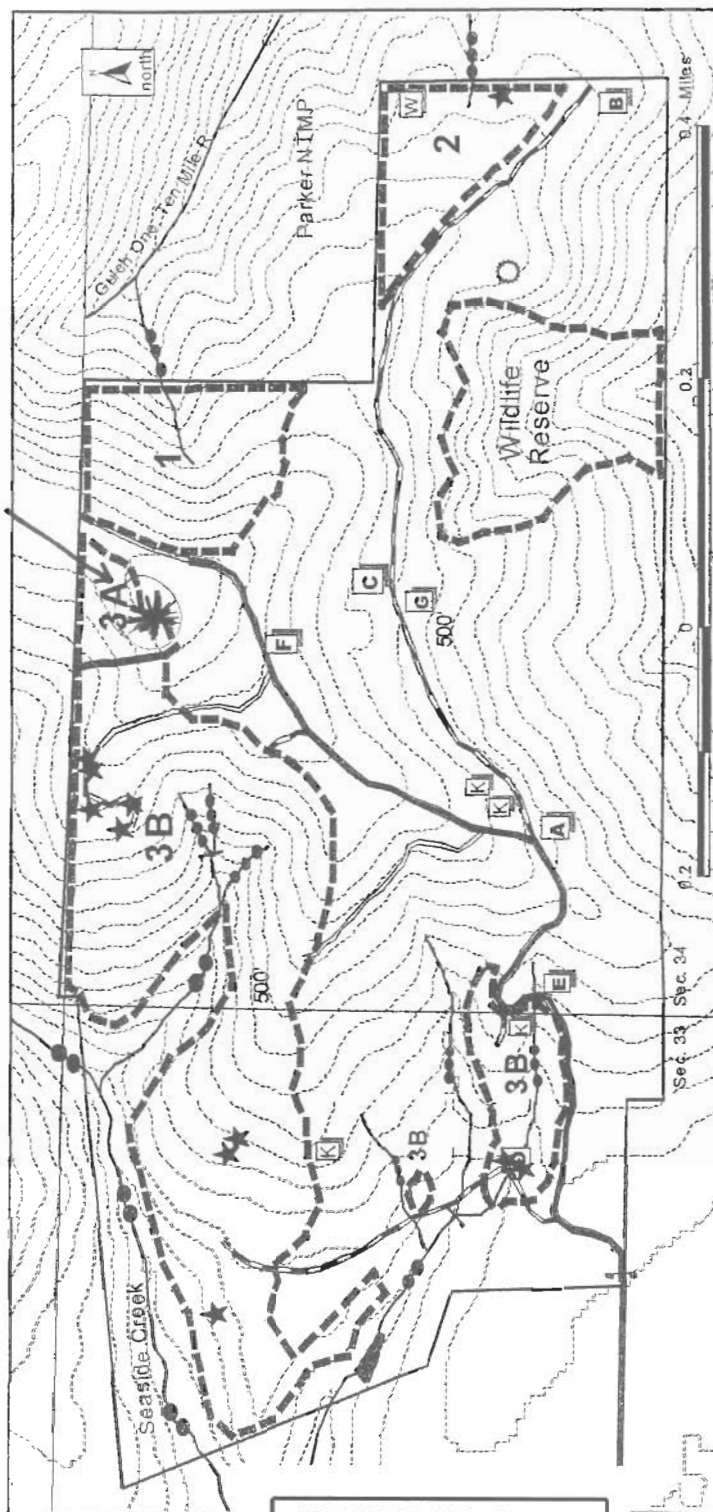 N
north
Gulch One, Ten Mile R.
Parker NIMP
W
2
B
0.4 Miles
1
Wildlife
Reserve
0.2
3A
F
C
G
500'
0
3B
K
K
A
0.2
500'
Sec. 34
Sec. 33
E
K
3B
K
3B
Seaside Creek